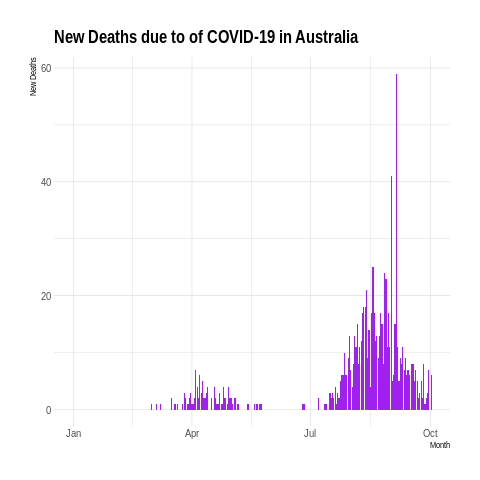 New Deaths due to of COVID-19 in Australia
New Deaths
60
40
20
0
Jan Apr Jul Oct
Month